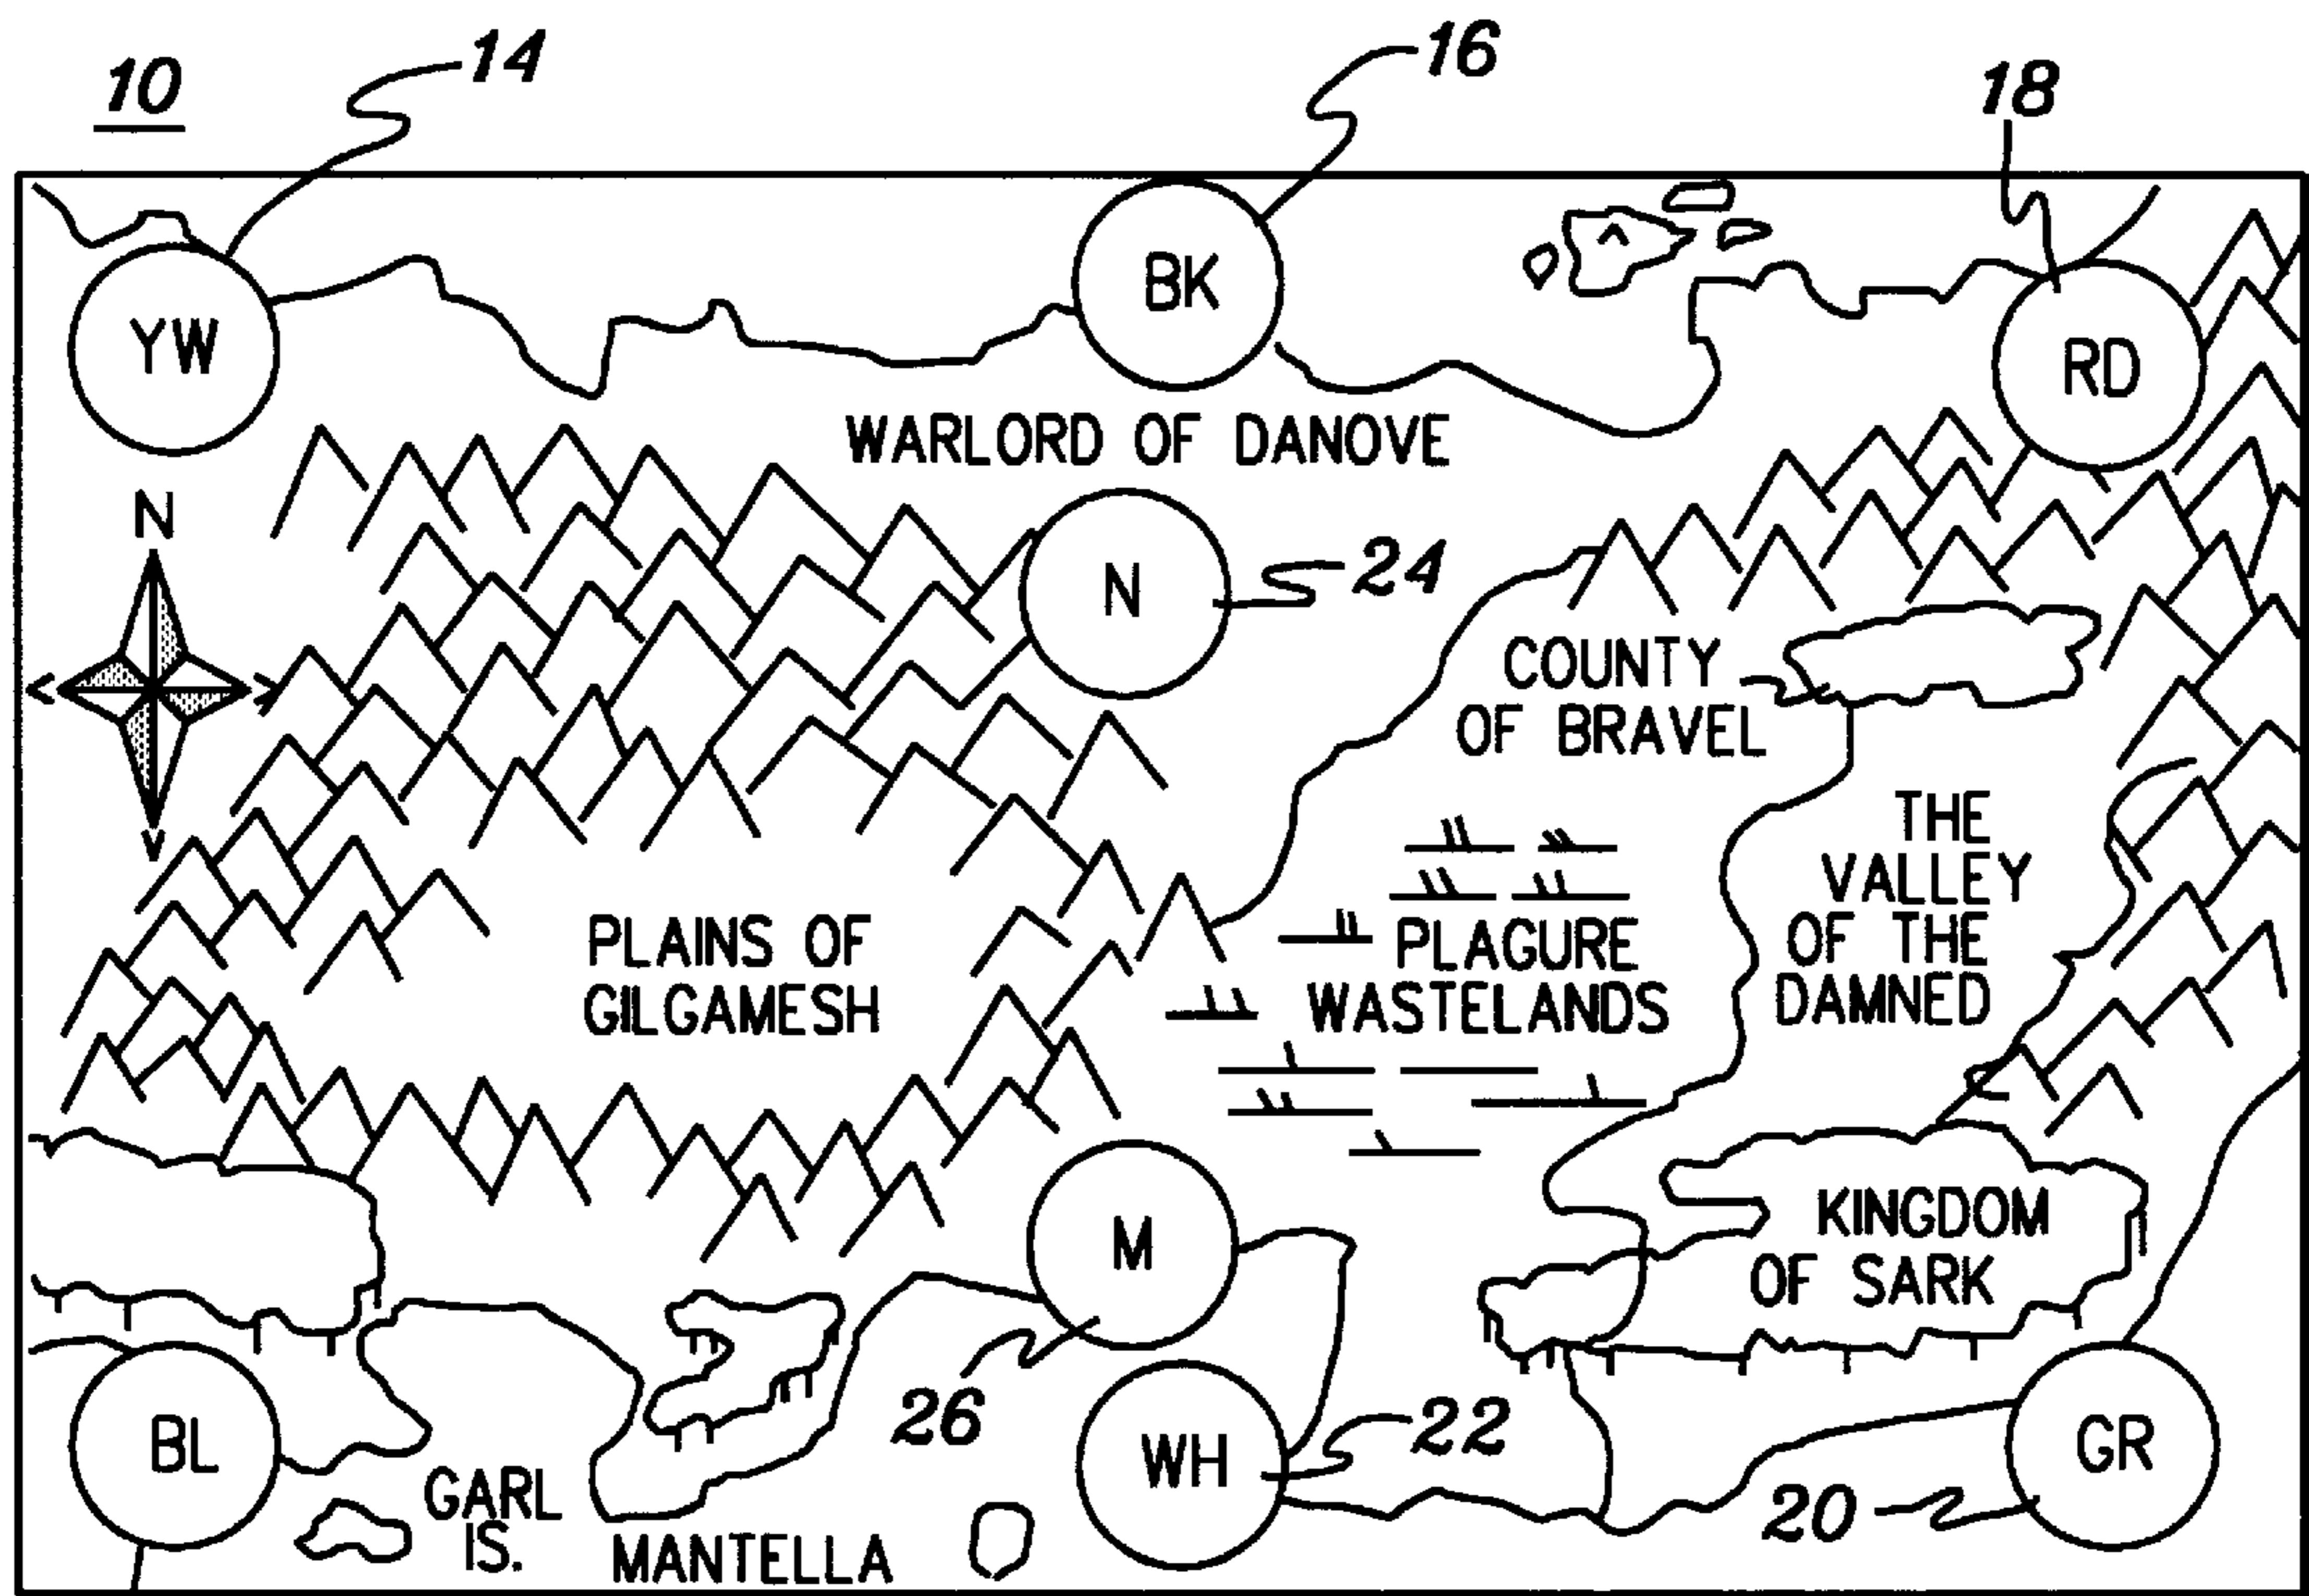 10
14
16
18
YW
BK
RD
WARLORD OF DANOVE
N
N
24
COUNTY
OF BRAVEL
THE
VALLEY
OF THE
DAMNED
PLAINS OF
GILGAMESH
PLAGURE
WASTELANDS
KINGDOM
OF SARK
M
26
BL
WH
22
GR
20
GARL
IS.
MANTELLA